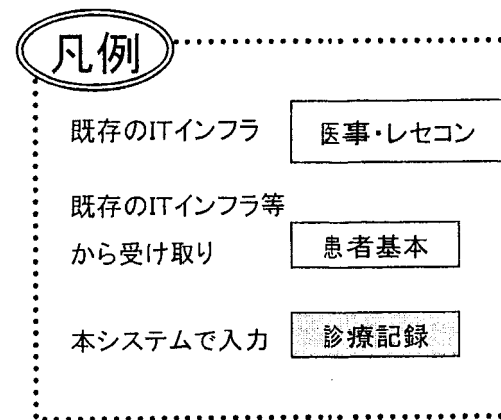 凡例
既存のITインフラ 医事・レセコン
既存のITインフラ等
から受け取り 患者基本
本システムで入力 診療記録